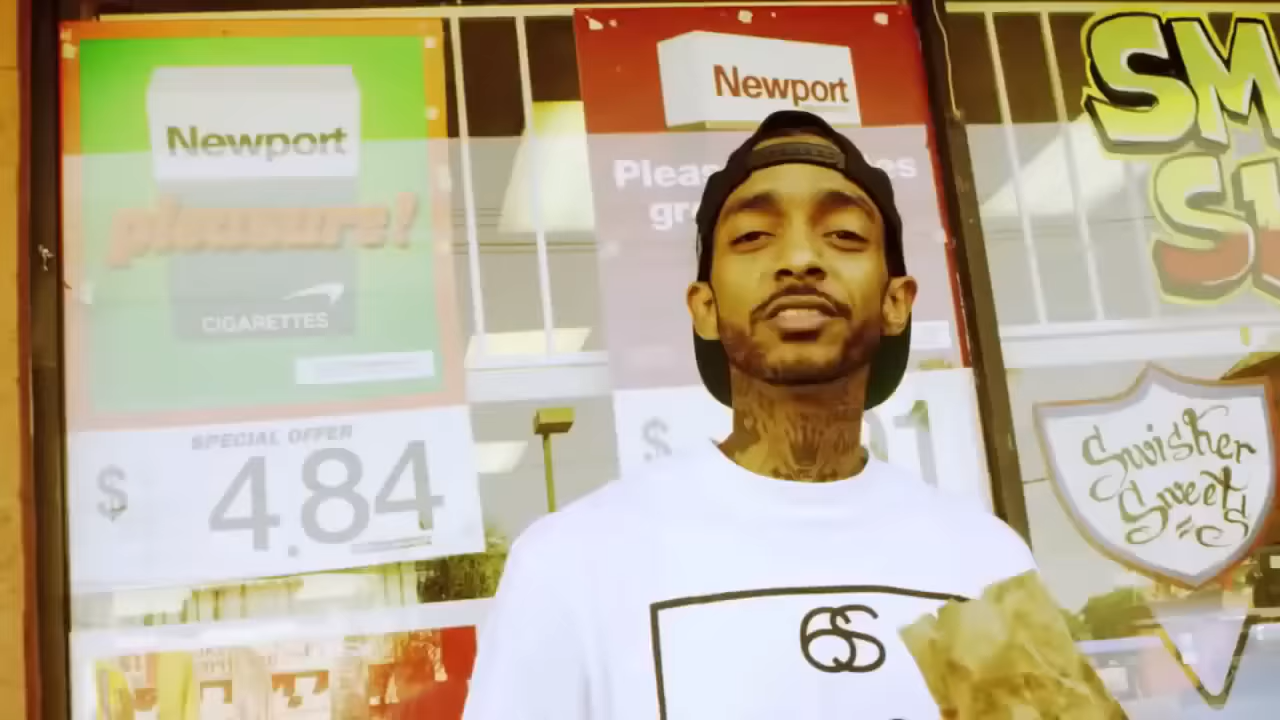 Newport
pleasure!
CIGARETTES
SPECIAL OFFER
$ 4.84
Newport
Pleas
$
SM
S
Swisher
Sweets
6S